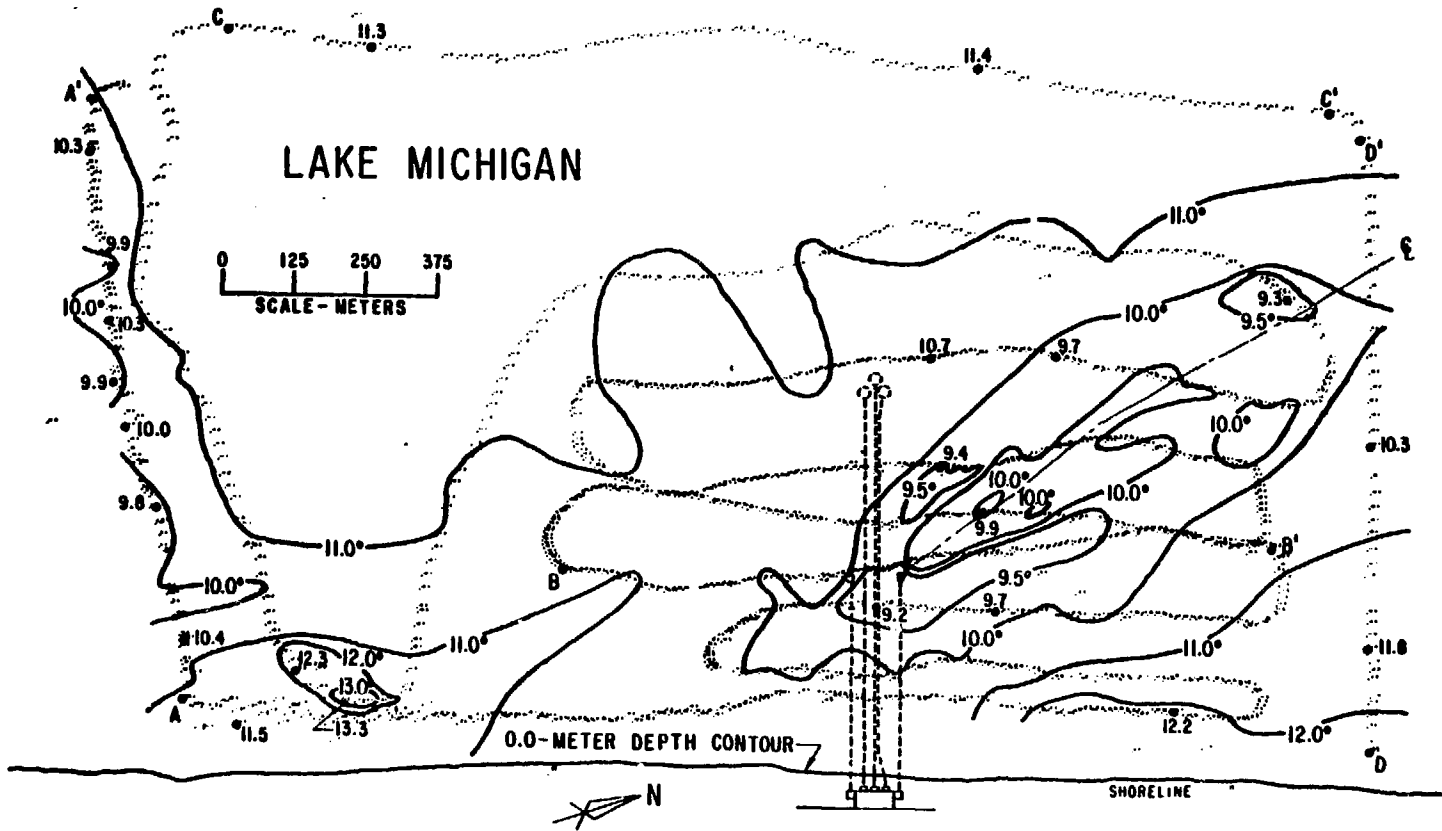 C
11.3
11.4
A'
C'
10.3
D'
LAKE MICHIGAN
11.0°
9.9
0 125 250 375
SCALE-METERS
℄
10.0°
10.3
9.3
9.5°
10.0°
10.7
9.7
9.9
10.0
10.0°
10.3
9.4
9.5°
10.0°
10.0°
10.0°
9.8
9.9
11.0°
B
B'
9.5°
10.0°
9.2
9.7
10.4
11.0°
10.0°
11.0°
11.8
12.3
12.0°
13.0
A
11.5
13.3
12.2
12.0°
0.0-METER DEPTH CONTOUR
D
N
SHORELINE